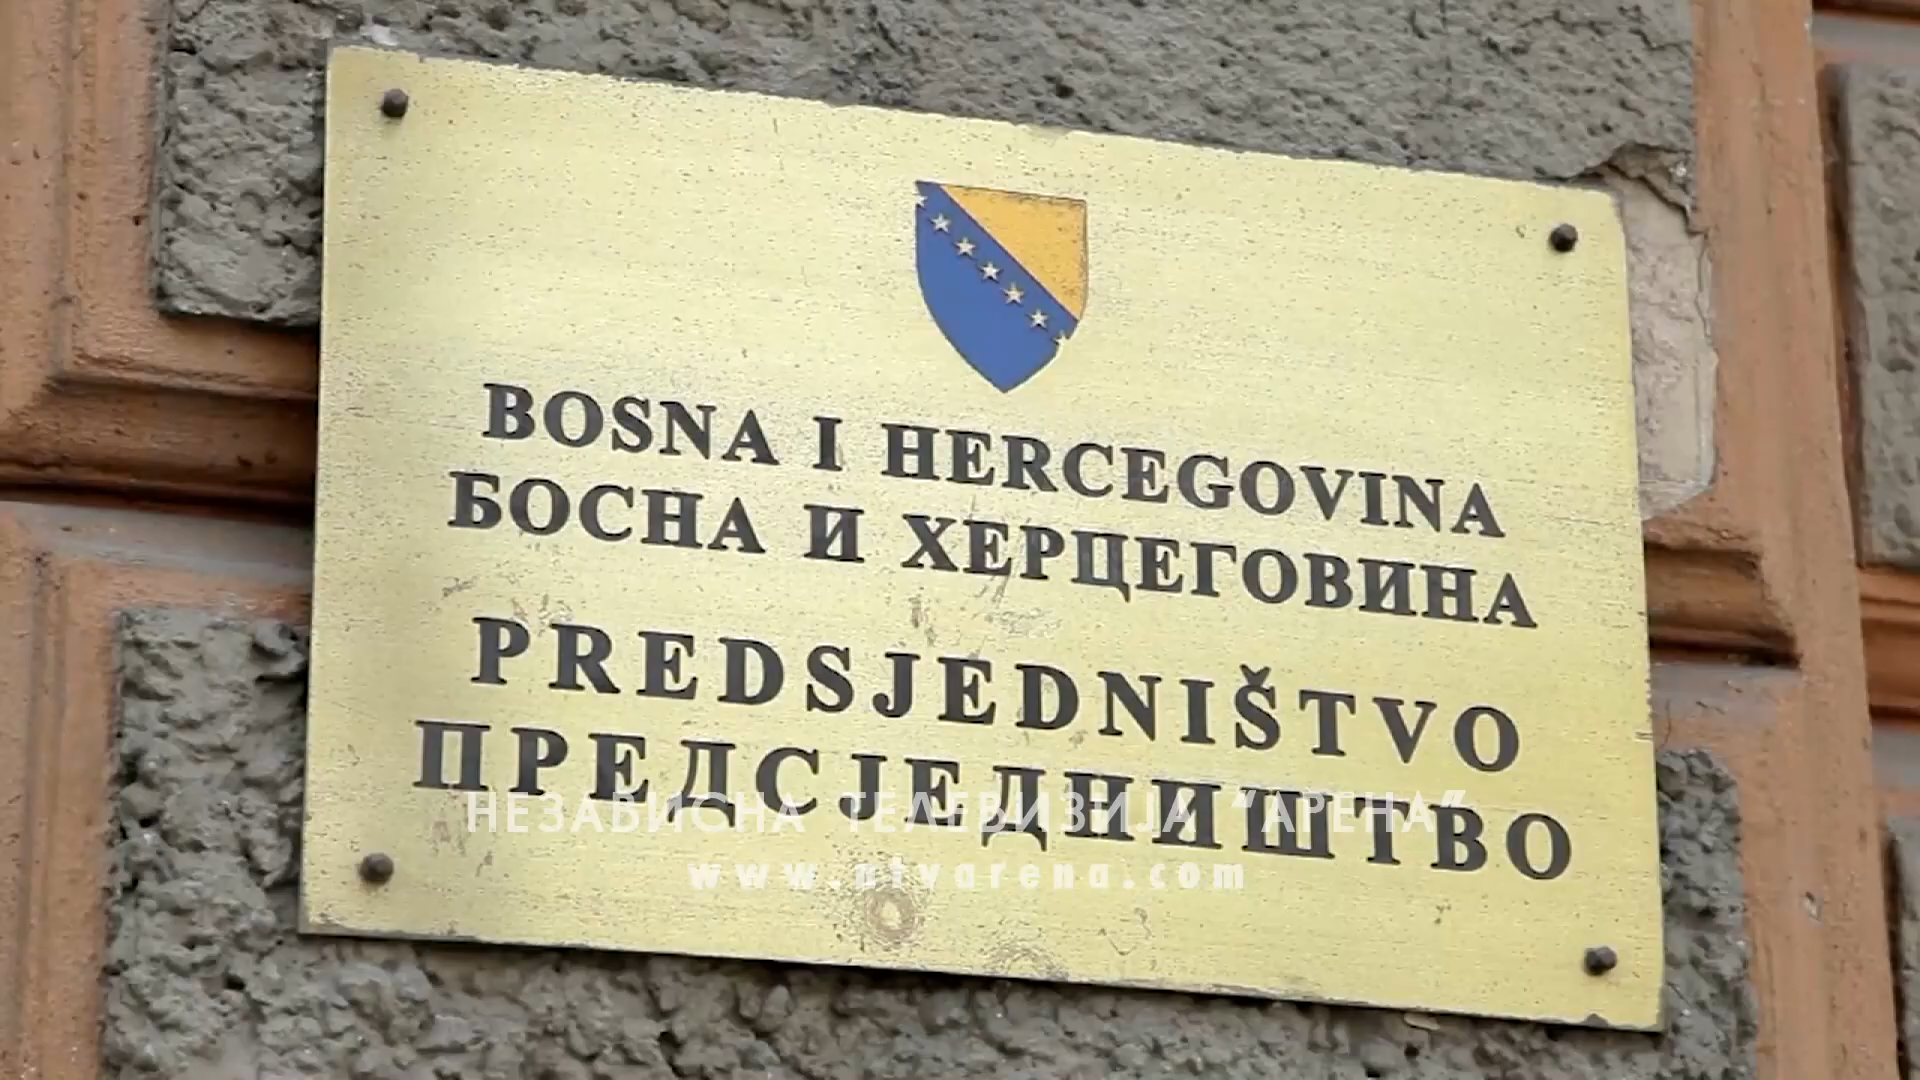 BOSNA I HERCEGOVINA
БОСНА И ХЕРЦЕГОВИНА
PREDSJEDNIŠTVO
ПРЕДСЈЕДНИШТВО
НЕЗАВИСНА ТЕЛЕВИЗИЈА "АРЕНА"
www.ntvarena.com